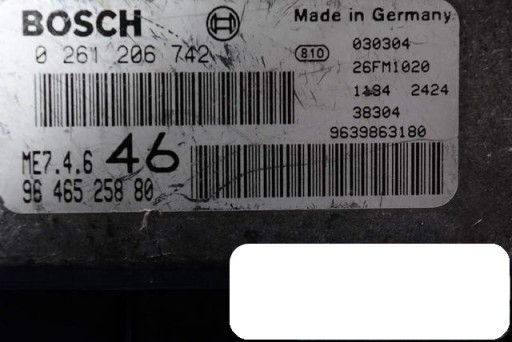 BOSCH
Made in Germany
0 261 206 742
810
030304
26FM1020
1184 2424
38304
9639863180
ME7.4.6 46
96 465 258 80